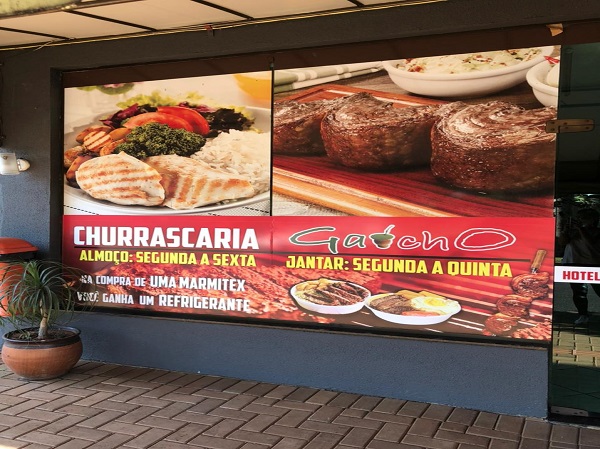 CHURRASCARIA
GaúchO
ALMOÇO: SEGUNDA A SEXTA
JANTAR: SEGUNDA A QUINTA
NA COMPRA DE UMA MARMITEX
VOCÊ GANHA UM REFRIGERANTE
HOTEL